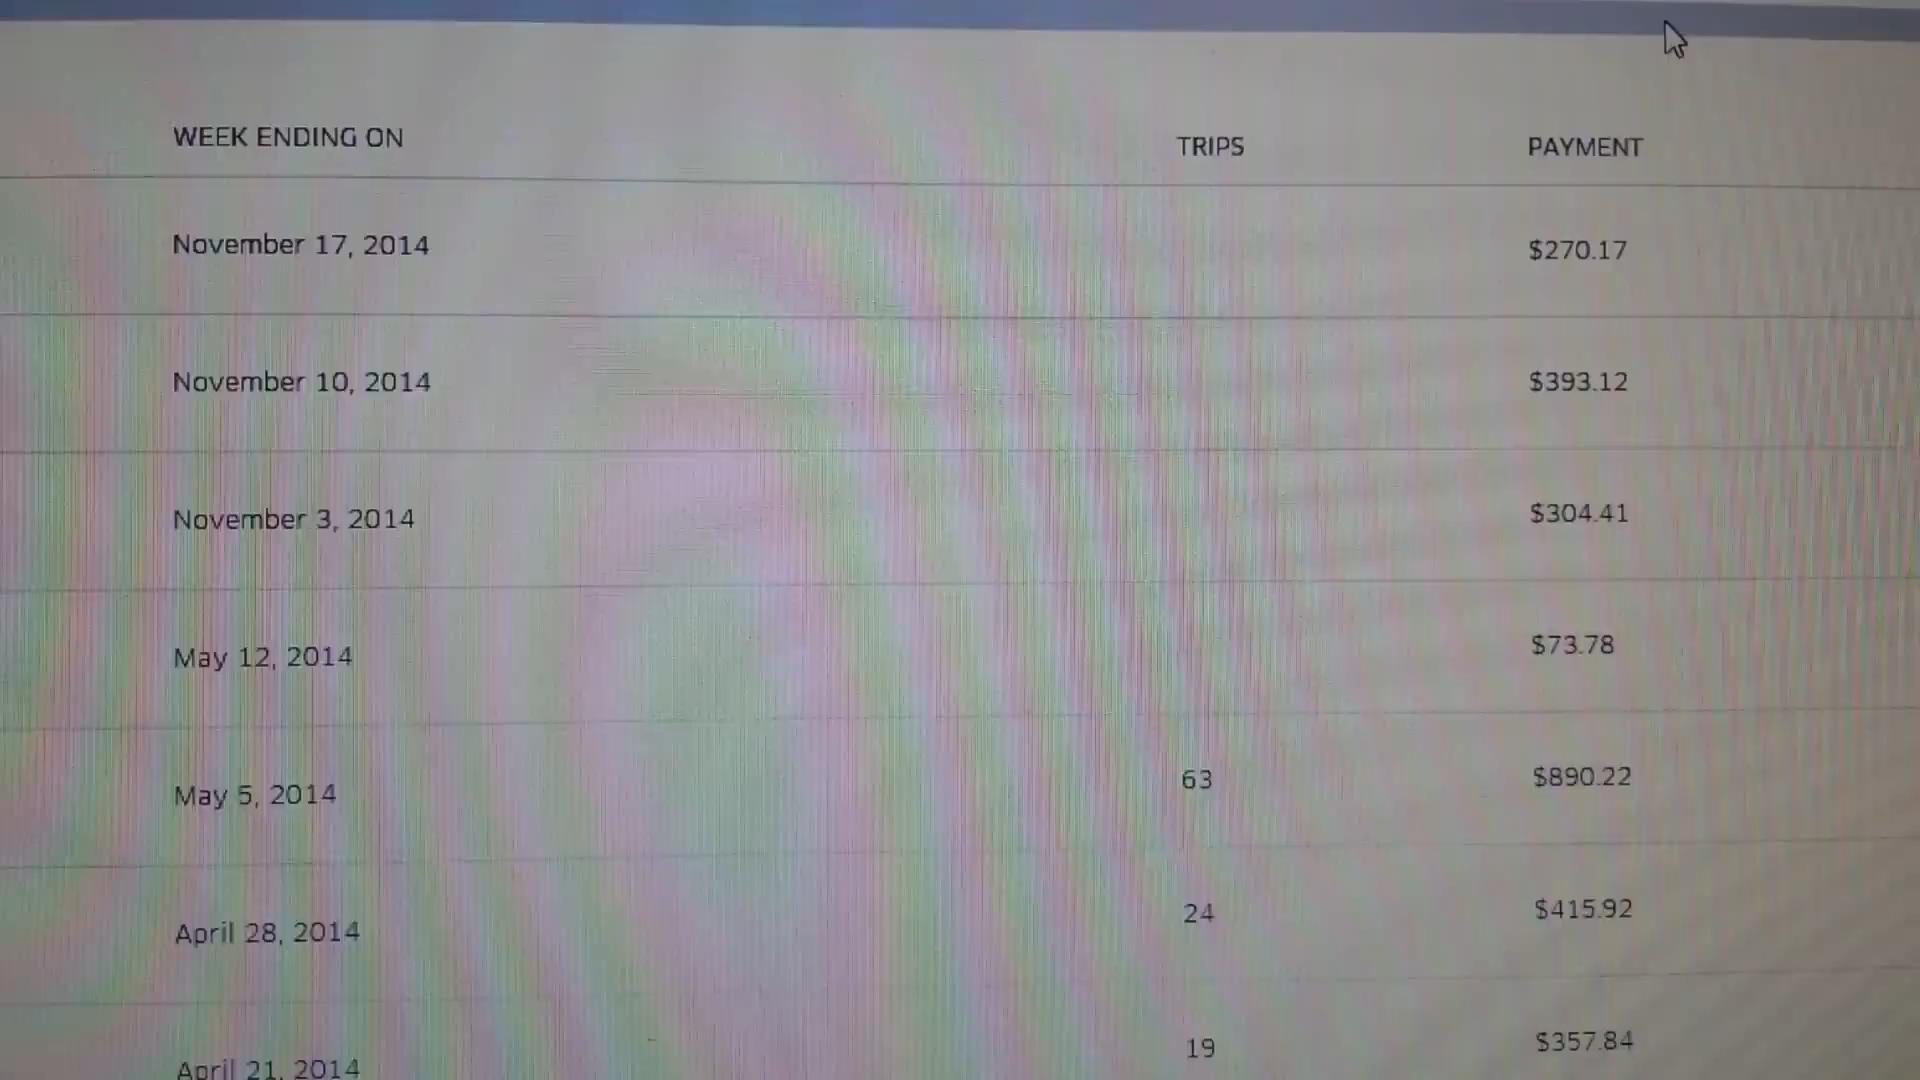 WEEK ENDING ON TRIPS PAYMENT
November 17, 2014 $270.17
November 10, 2014 $393.12
November 3, 2014 $304.41
May 12, 2014 $73.78
May 5, 2014 63 $890.22
April 28, 2014 24 $415.92
April 21, 2014 19 $357.84